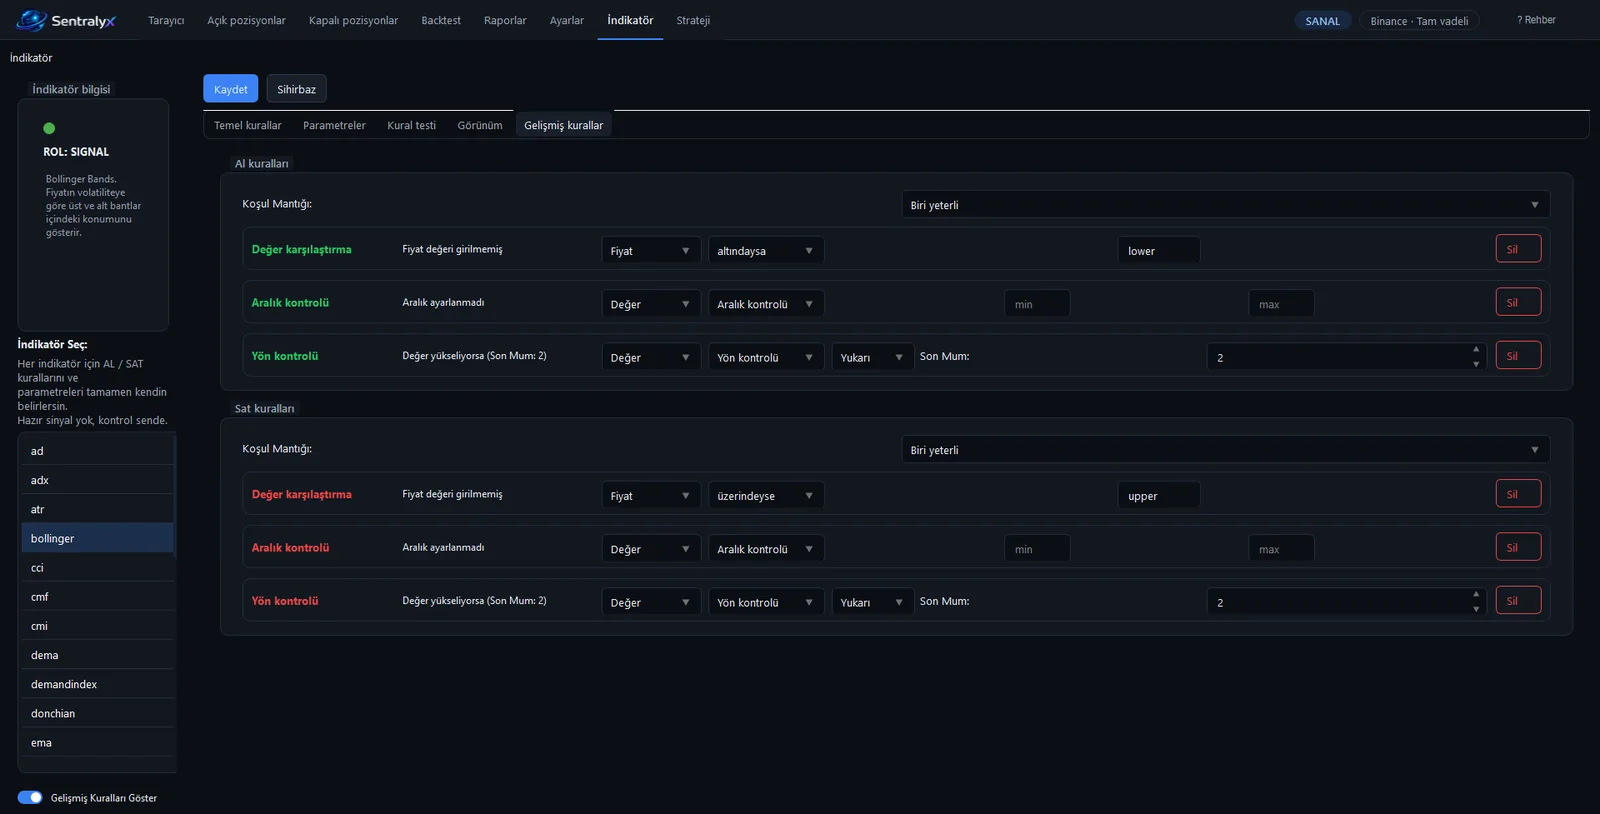 Sentralyx
Tarayıcı
Açık pozisyonlar
Kapalı pozisyonlar
Backtest
Raporlar
Ayarlar
İndikatör
Strateji
SANAL
Binance · Tam vadeli
? Rehber
İndikatör
İndikatör bilgisi
ROL: SIGNAL
Bollinger Bands.
Fiyatın volatiliteye
göre üst ve alt bantlar
içindeki konumunu
gösterir.
İndikatör Seç:
Her indikatör için AL / SAT
kurallarını ve
parametreleri tamamen kendin
belirlersin.
Hazır sinyal yok, kontrol sende.
ad
adx
atr
bollinger
cci
cmf
cmi
dema
demandindex
donchian
ema
Gelişmiş Kuralları Göster
Kaydet
Sihirbaz
Temel kurallar
Parametreler
Kural testi
Görünüm
Gelişmiş kurallar
Al kuralları
Koşul Mantığı:
Biri yeterli
Değer karşılaştırma
Fiyat değeri girilmemiş
Fiyat
altındaysa
lower
Sil
Aralık kontrolü
Aralık ayarlanmadı
Değer
Aralık kontrolü
min
max
Sil
Yön kontrolü
Değer yükseliyorsa (Son Mum: 2)
Değer
Yön kontrolü
Yukarı
Son Mum:
2
Sil
Sat kuralları
Koşul Mantığı:
Biri yeterli
Değer karşılaştırma
Fiyat değeri girilmemiş
Fiyat
üzerindeyse
upper
Sil
Aralık kontrolü
Aralık ayarlanmadı
Değer
Aralık kontrolü
min
max
Sil
Yön kontrolü
Değer yükseliyorsa (Son Mum: 2)
Değer
Yön kontrolü
Yukarı
Son Mum:
2
Sil